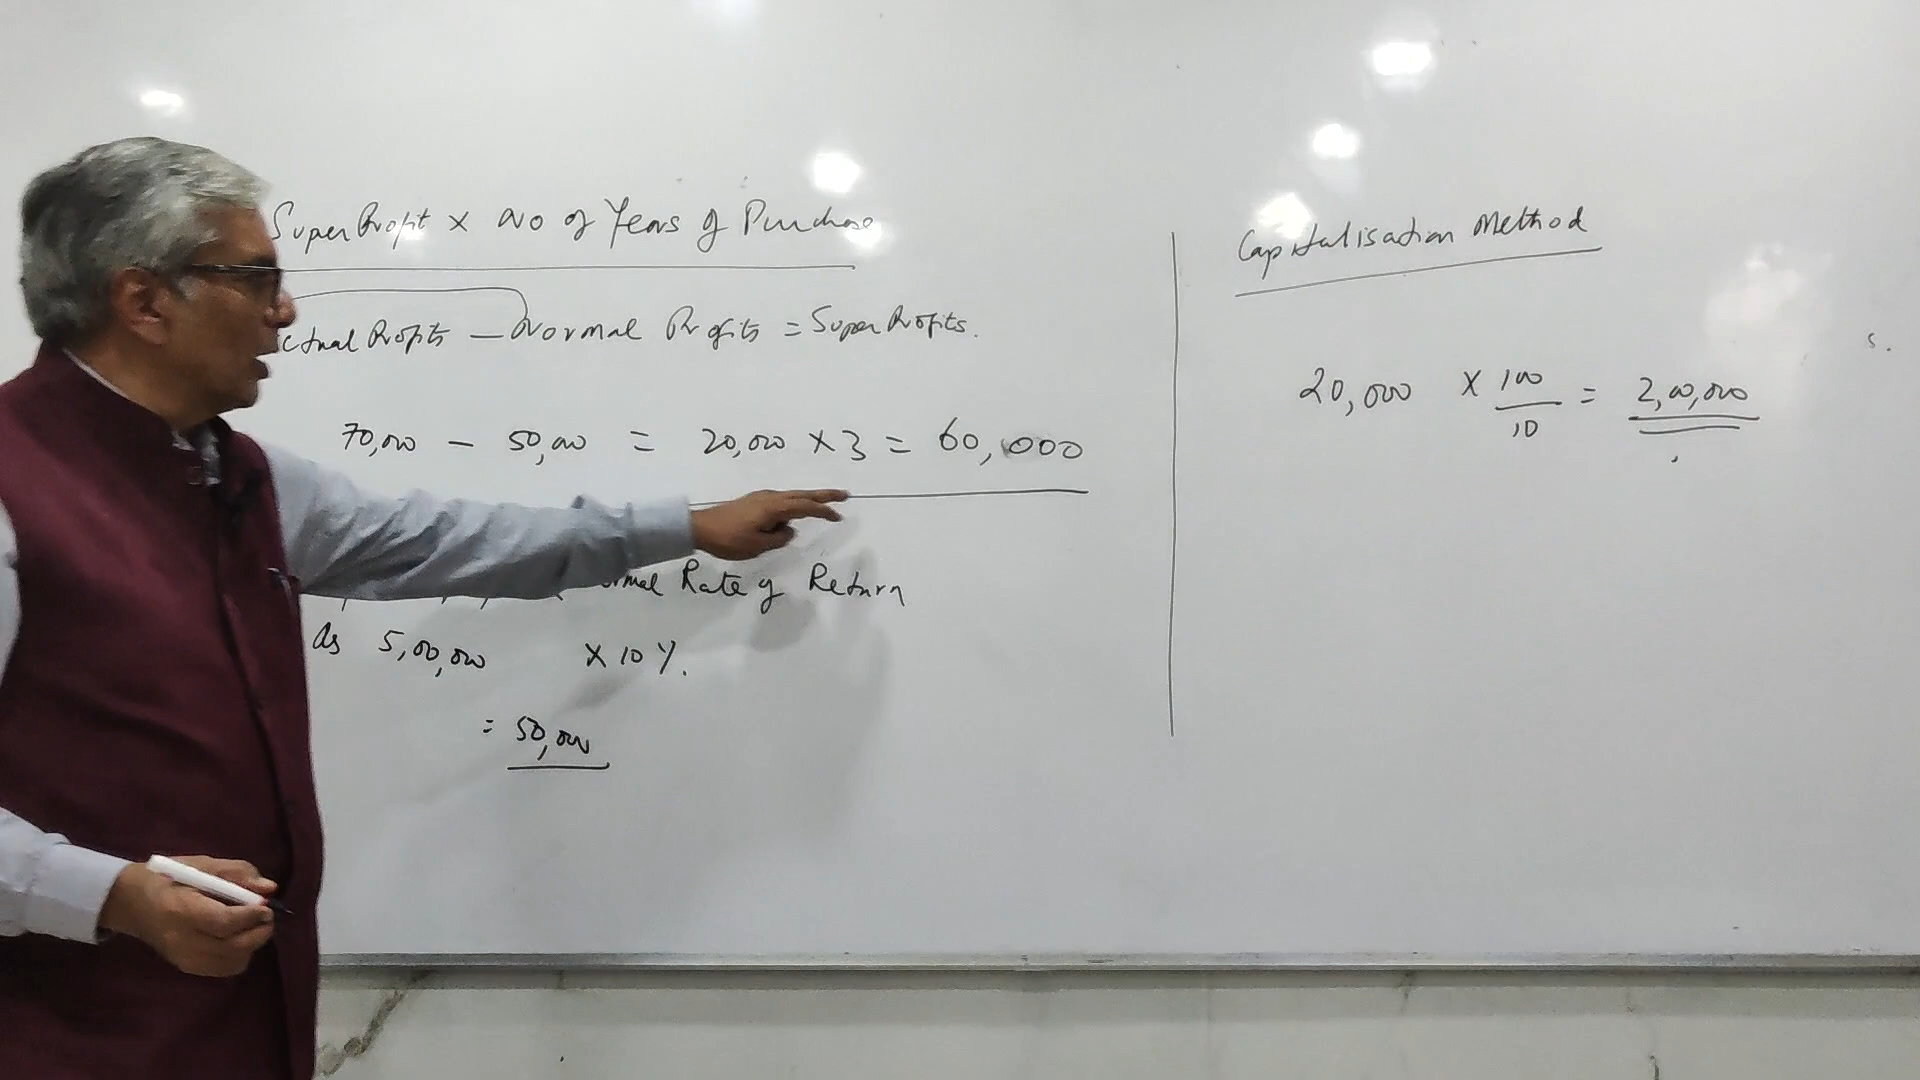 Super Profit × No of Years of Purchase
ctual Profits — Normal Profits = Super Profits.
70,000 — 50,000 = 20,000 × 3 = 60,000
Rate of Return
5,00,000 × 10 %.
= 50,000
Capitalisation Method
20,000 × 100/10 = 2,00,000
s.